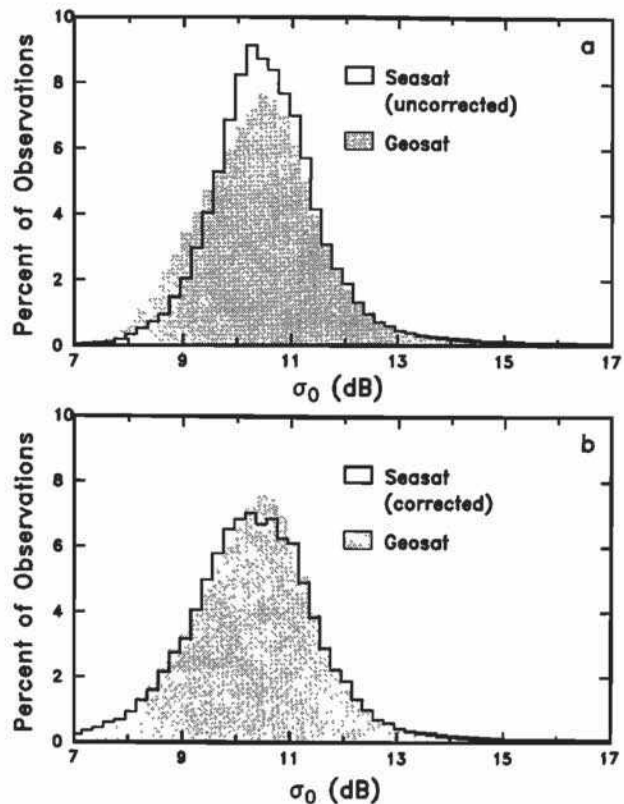 10
8
6
4
2
0
Percent of Observations
a
Seasat
(uncorrected)
Geosat
7 9 11 13 15 17
σ₀ (dB)
10
8
6
4
2
0
Percent of Observations
b
Seasat
(corrected)
Geosat
7 9 11 13 15 17
σ₀ (dB)